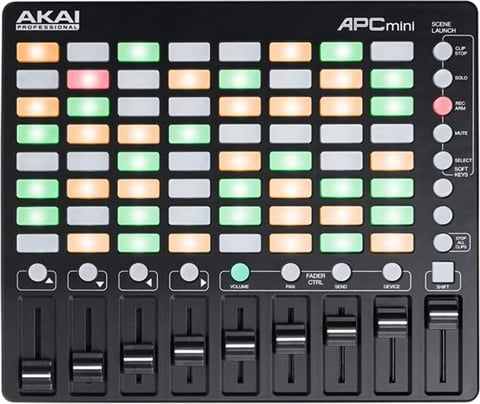 AKAI
PROFESSIONAL
APCmini
SCENE
LAUNCH
CLIP
STOP
SOLO
REC
ARM
MUTE
SELECT
SOFT
KEYS
STOP
ALL
CLIPS
VOLUME
PAN
FADER
CTRL
SEND
DEVICE
SHIFT